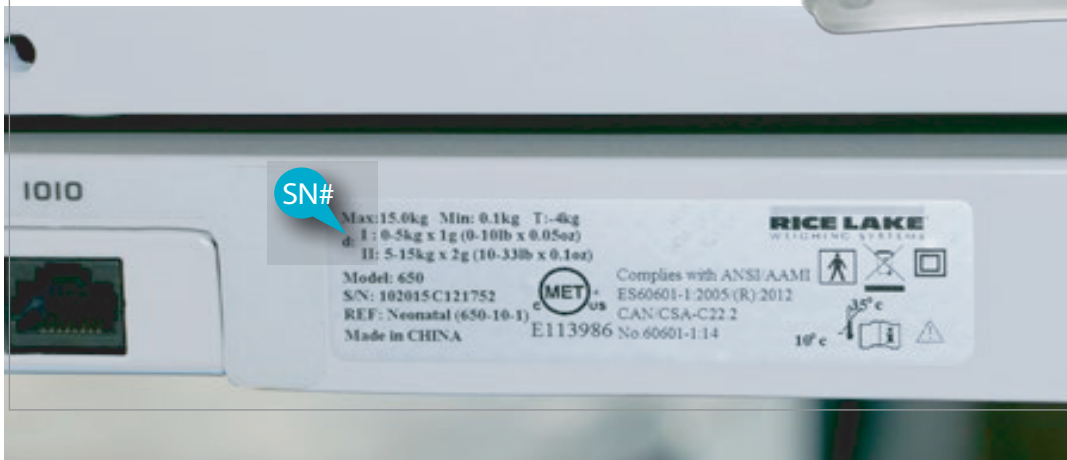 IOIO
SN#
Max:15.0kg Min: 0.1kg T:-4kg
d: I : 0-5kg x 1g (0-10lb x 0.05oz)
II: 5-15kg x 2g (10-33lb x 0.1oz)
Model: 650
S/N: 102015C121752
REF: Neonatal (650-10-1)
Made in CHINA
c MET us
E113986
Complies with ANSI/AAMI
ES60601-1:2005/(R):2012
CAN/CSA-C22.2
No.60601-1:14
RICE LAKE
WEIGHING SYSTEMS
35° c
10° c